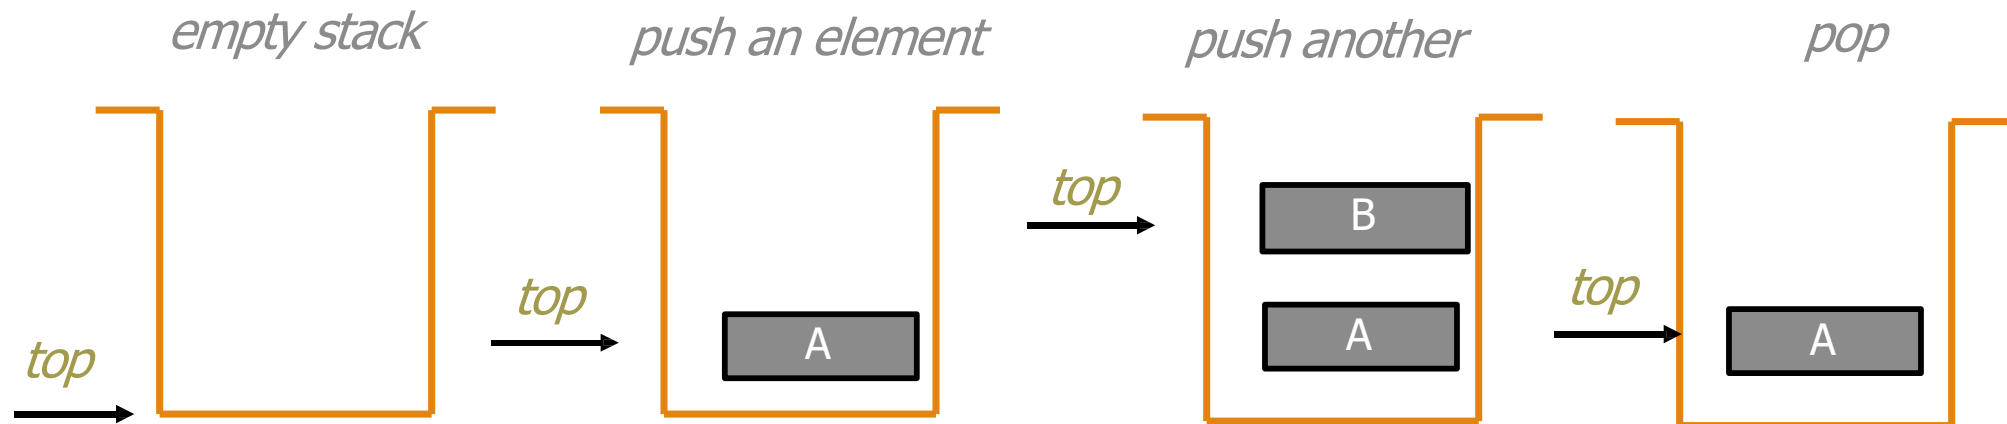 empty stack
push an element
push another
pop
top
top
A
top
B
A
top
A